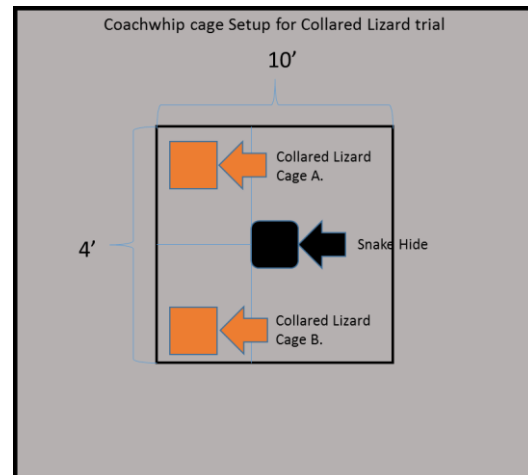 Coachwhip cage Setup for Collared Lizard trial
10’
Collared Lizard
Cage A.
4’
Snake Hide
Collared Lizard
Cage B.